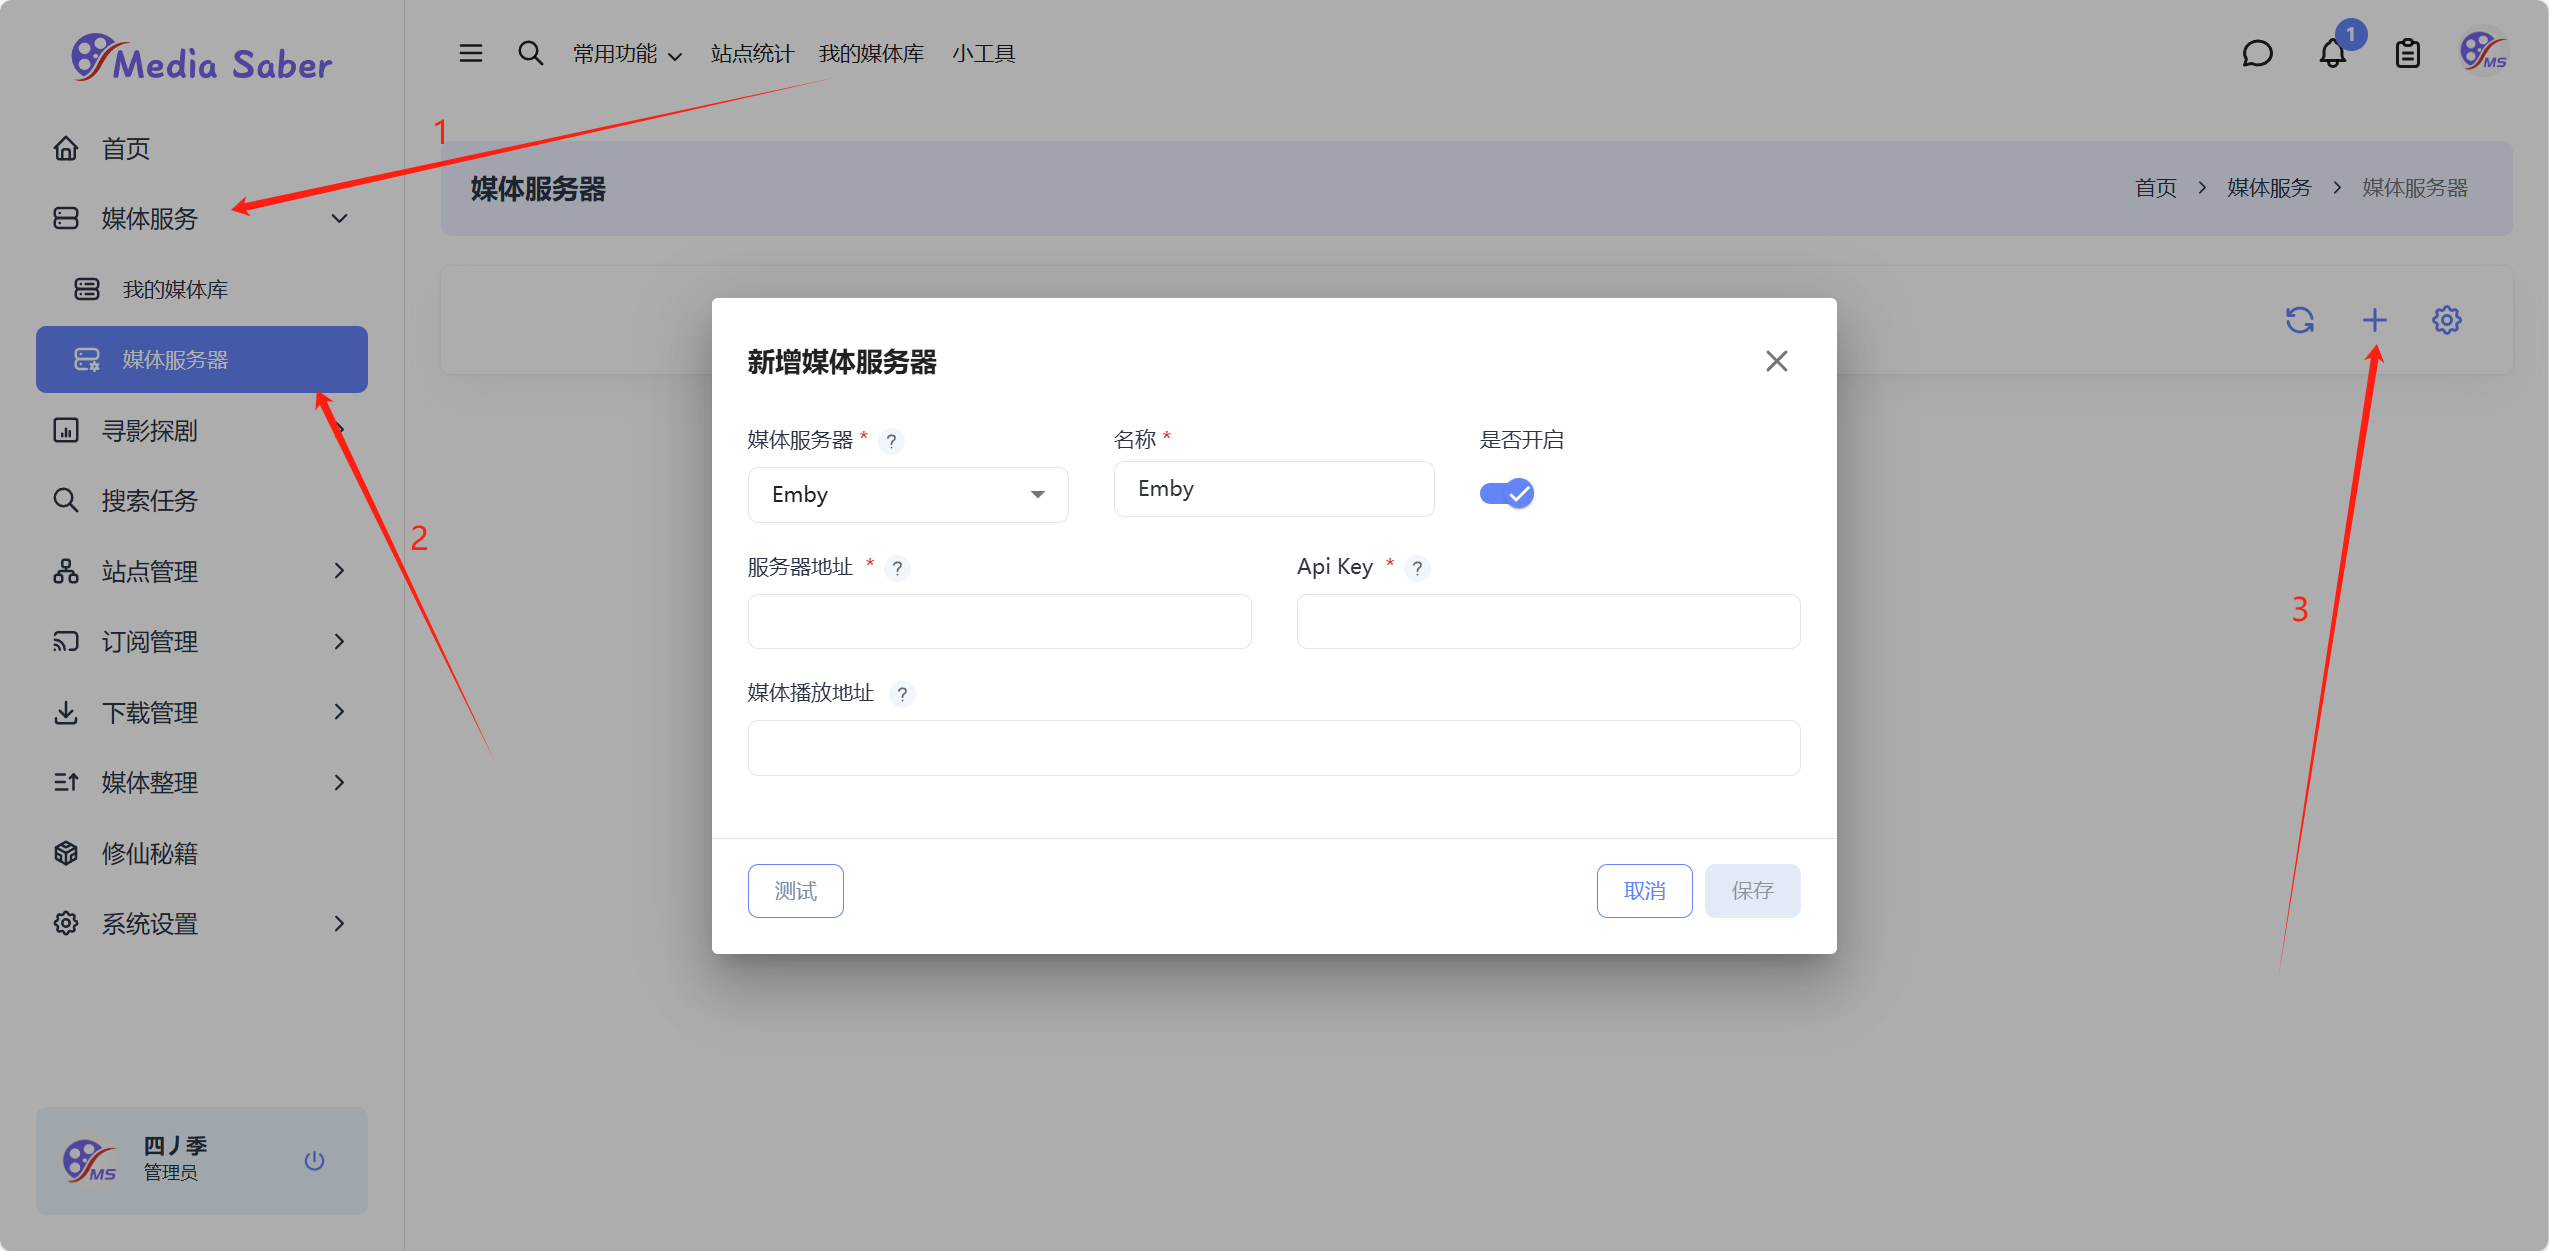 Media Saber
常用功能
站点统计
我的媒体库
小工具
1
MS
首页
媒体服务
我的媒体库
媒体服务器
寻影探剧
搜索任务
站点管理
订阅管理
下载管理
媒体整理
修仙秘籍
系统设置
四丿季
管理员
MS
1
2
3
媒体服务器
首页 > 媒体服务 > 媒体服务器
新增媒体服务器
媒体服务器 * ?
名称 *
是否开启
Emby
Emby
服务器地址 * ?
Api Key * ?
媒体播放地址 ?
测试
取消
保存